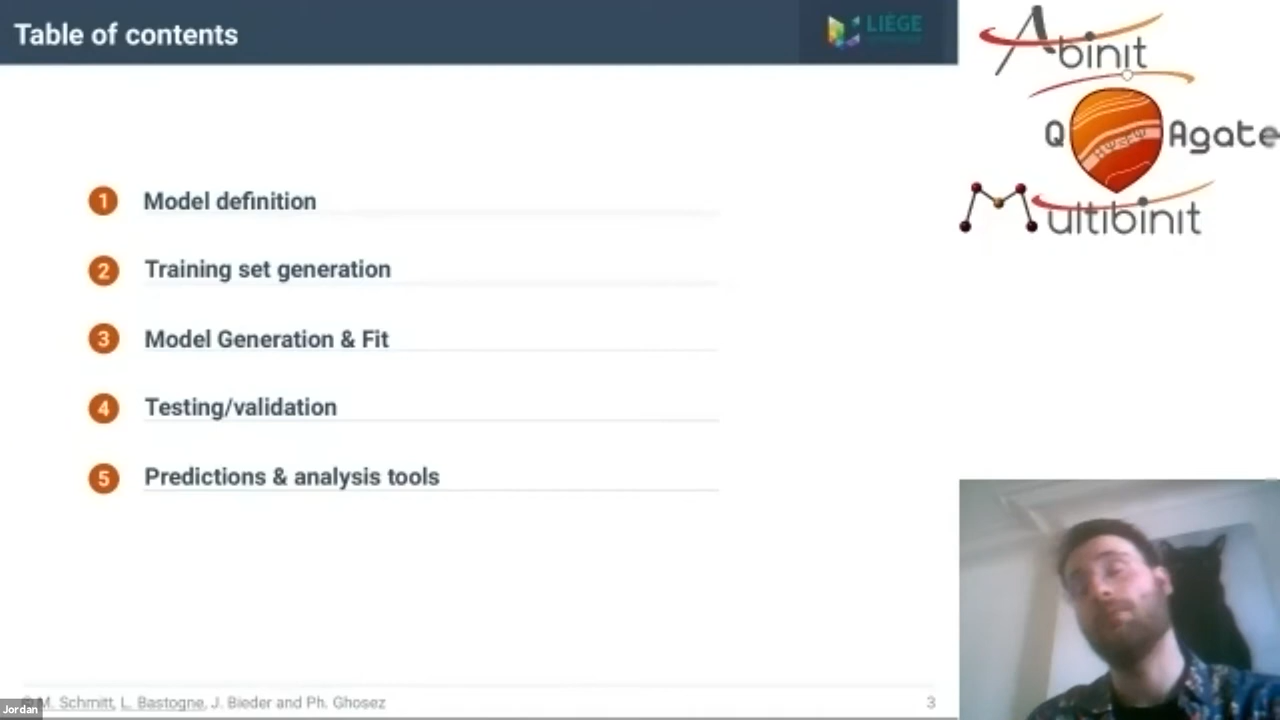 Table of contents
LIÈGE
Abinit
Q Agate
Multibinit
1 Model definition
2 Training set generation
3 Model Generation & Fit
4 Testing/validation
5 Predictions & analysis tools
M. Schmitt, L. Bastogne, J. Bieder and Ph. Ghosez
3
Jordan